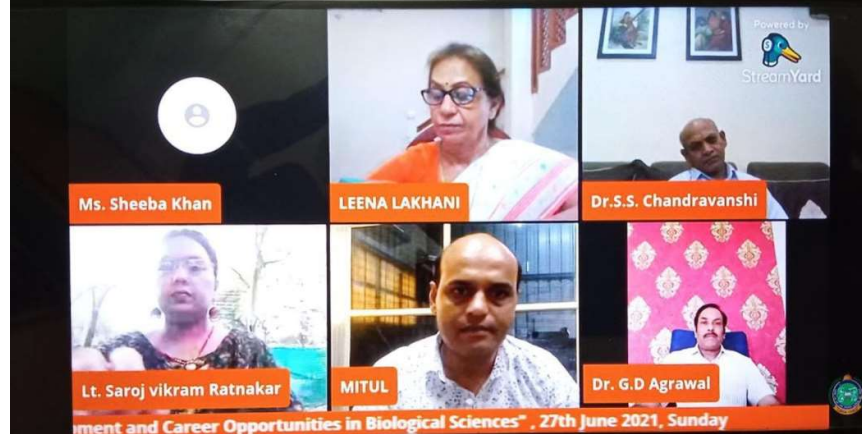 Powered by
StreamYard
Ms. Sheeba Khan
LEENA LAKHANI
Dr.S.S. Chandravanshi
Lt. Saroj vikram Ratnakar
MITUL
Dr. G.D Agrawal
and Career Opportunities in Biological Sciences" , 27th June 2021, Sunday